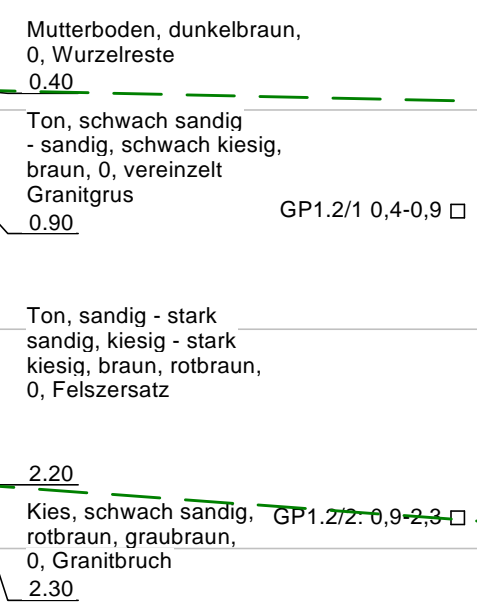 Mutterboden, dunkelbraun,
0, Wurzelreste
0.40
Ton, schwach sandig
- sandig, schwach kiesig,
braun, 0, vereinzelt
Granitgrus
GP1.2/1 0,4-0,9
0.90
Ton, sandig - stark
sandig, kiesig - stark
kiesig, braun, rotbraun,
0, Felszersatz
2.20
Kies, schwach sandig,
GP1.2/2: 0,9-2,3
rotbraun, graubraun,
0, Granitbruch
2.30